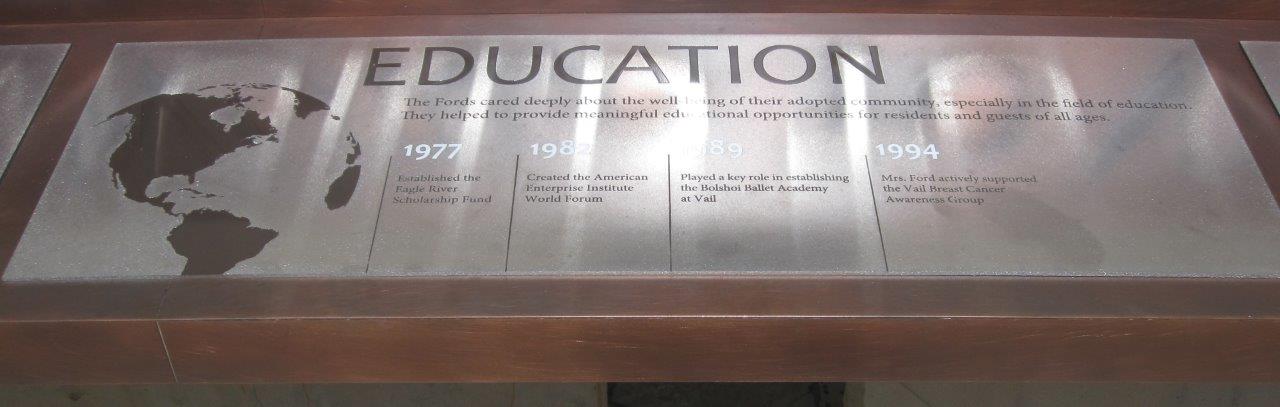 EDUCATION
The Fords cared deeply about the well-being of their adopted community, especially in the field of education.
They helped to provide meaningful educational opportunities for residents and guests of all ages.
1977
Established the
Eagle River
Scholarship Fund
1982
Created the American
Enterprise Institute
World Forum
1989
Played a key role in establishing
the Bolshoi Ballet Academy
at Vail
1994
Mrs. Ford actively supported
the Vail Breast Cancer
Awareness Group